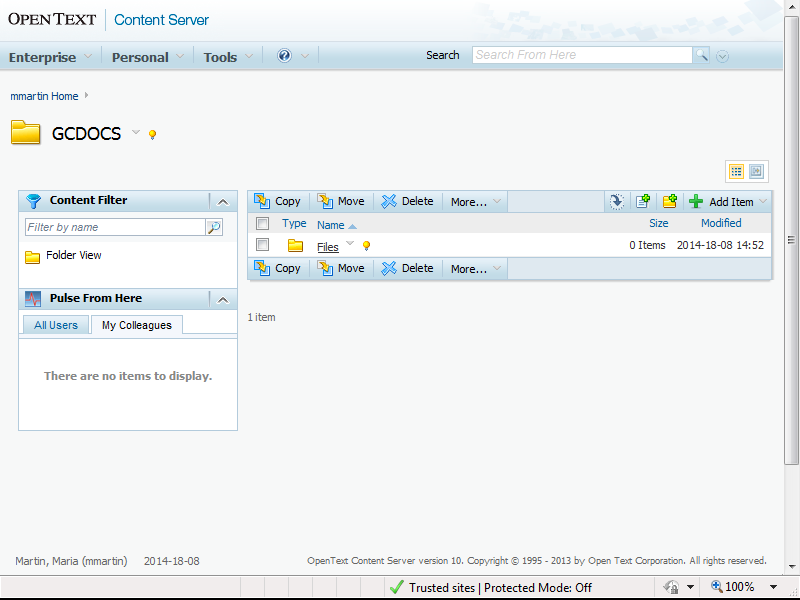 OPEN TEXT Content Server
Enterprise Personal Tools ? Search Search From Here
mmartin Home
GCDOCS
Content Filter
Filter by name
Folder View
Pulse From Here
All Users My Colleagues
There are no items to display.
Copy Move Delete More... Add Item
Type Name Size Modified
Files 0 Items 2014-18-08 14:52
Copy Move Delete More...
1 item
Martin, Maria (mmartin) 2014-18-08 OpenText Content Server version 10. Copyright © 1995 - 2013 by Open Text Corporation. All rights reserved.
Trusted sites | Protected Mode: Off 100%